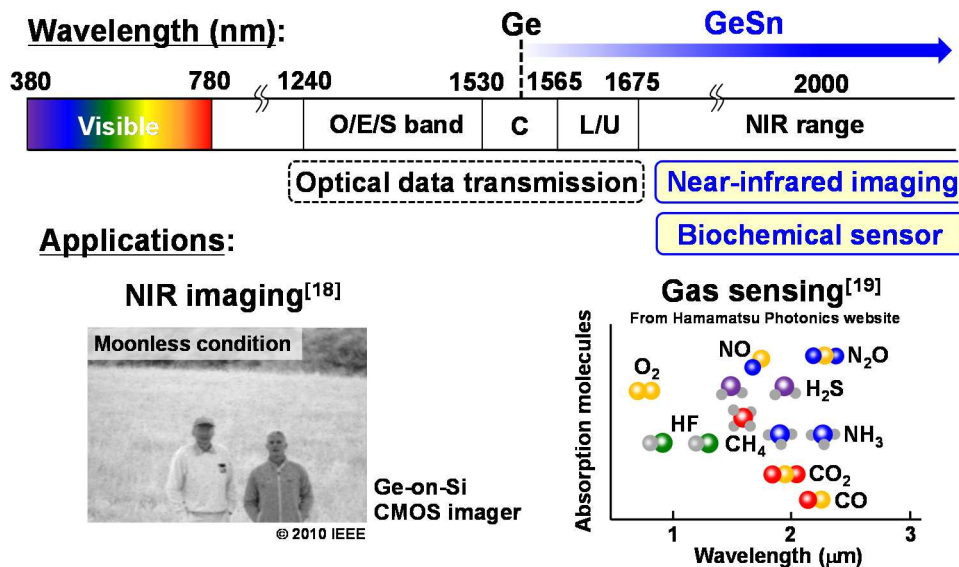 Wavelength (nm):
Ge
GeSn
380
780
1240
1530
1565
1675
2000
Visible
O/E/S band
C
L/U
NIR range
Optical data transmission
Near-infrared imaging
Biochemical sensor
Applications:
NIR imaging[18]
Moonless condition
Ge-on-Si
CMOS imager
© 2010 IEEE
Gas sensing[19]
From Hamamatsu Photonics website
Absorption molecules
O2
NO
N2O
H2S
HF
CH4
NH3
CO2
CO
1
2
3
Wavelength (μm)